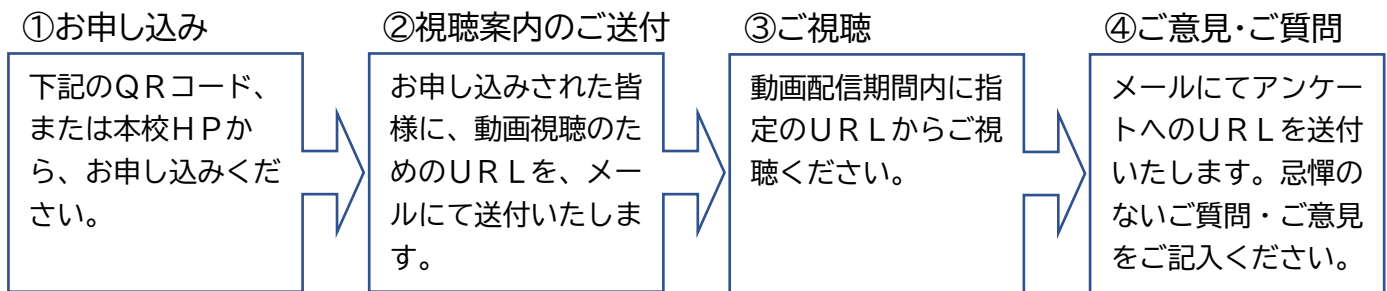 ①お申し込み
下記のＱＲコード、
または本校ＨＰか
ら、お申し込みくだ
さい。
②視聴案内のご送付
お申し込みされた皆
様に、動画視聴のた
めのＵＲＬを、メー
ルにて送付いたしま
す。
③ご視聴
動画配信期間内に指
定のＵＲＬからご視
聴ください。
④ご意見・ご質問
メールにてアンケー
トへのＵＲＬを送付
いたします。忌憚の
ないご質問・ご意見
をご記入ください。